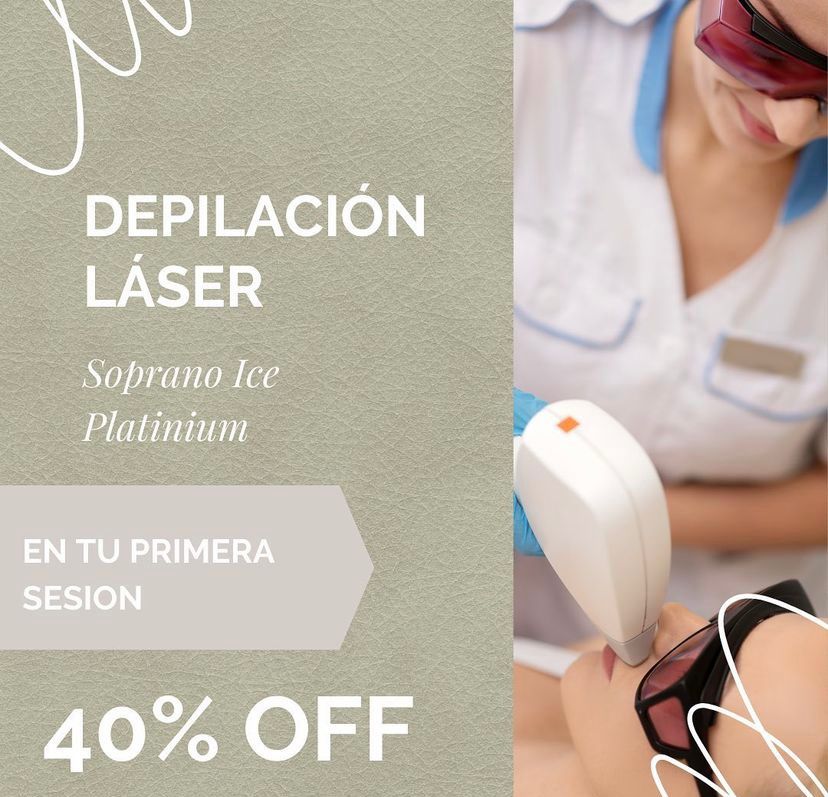 DEPILACIÓN
LÁSER
Soprano Ice
Platinium
EN TU PRIMERA
SESION
40% OFF